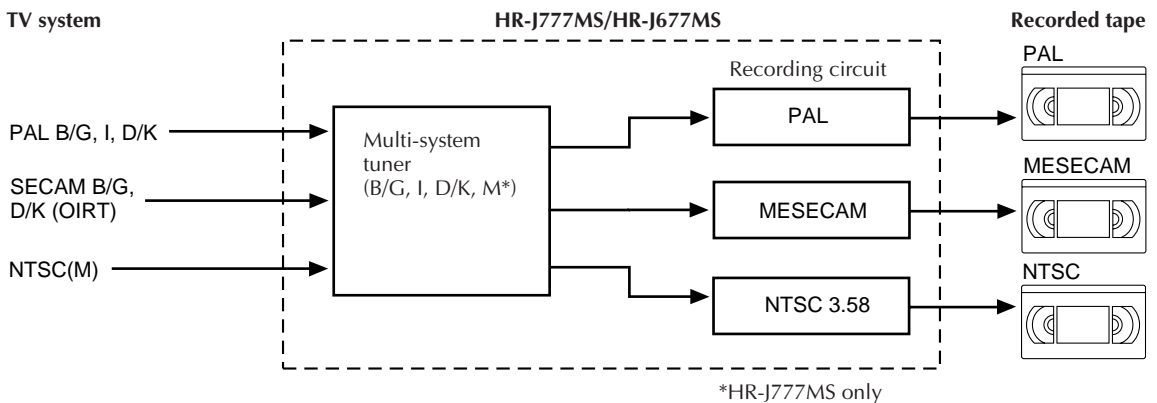 TV system
HR-J777MS/HR-J677MS
Recorded tape
PAL B/G, I, D/K
SECAM B/G,
D/K (OIRT)
NTSC(M)
Multi-system
tuner
(B/G, I, D/K, M*)
Recording circuit
PAL
MESECAM
NTSC 3.58
PAL
MESECAM
NTSC
*HR-J777MS only